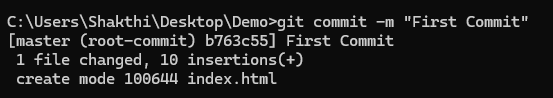 C:\Users\Shakthi\Desktop\Demo>git commit -m "First Commit"
[master (root-commit) b763c55] First Commit
 1 file changed, 10 insertions(+)
 create mode 100644 index.html